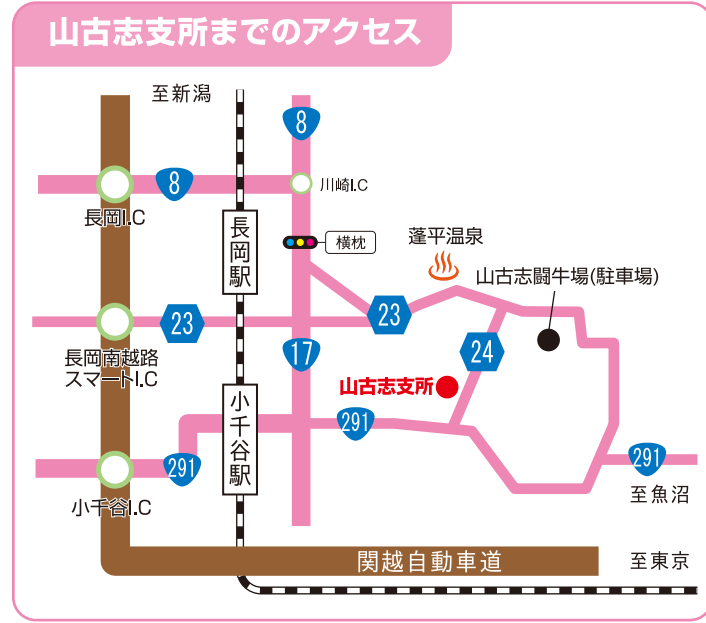 山古志支所までのアクセス
至新潟
8
8
川崎I.C
長岡I.C
長岡駅
横枕
蓬平温泉
山古志闘牛場(駐車場)
23
23
長岡南越路
スマートI.C
17
24
山古志支所
小千谷駅
291
291
291
小千谷I.C
至魚沼
関越自動車道
至東京